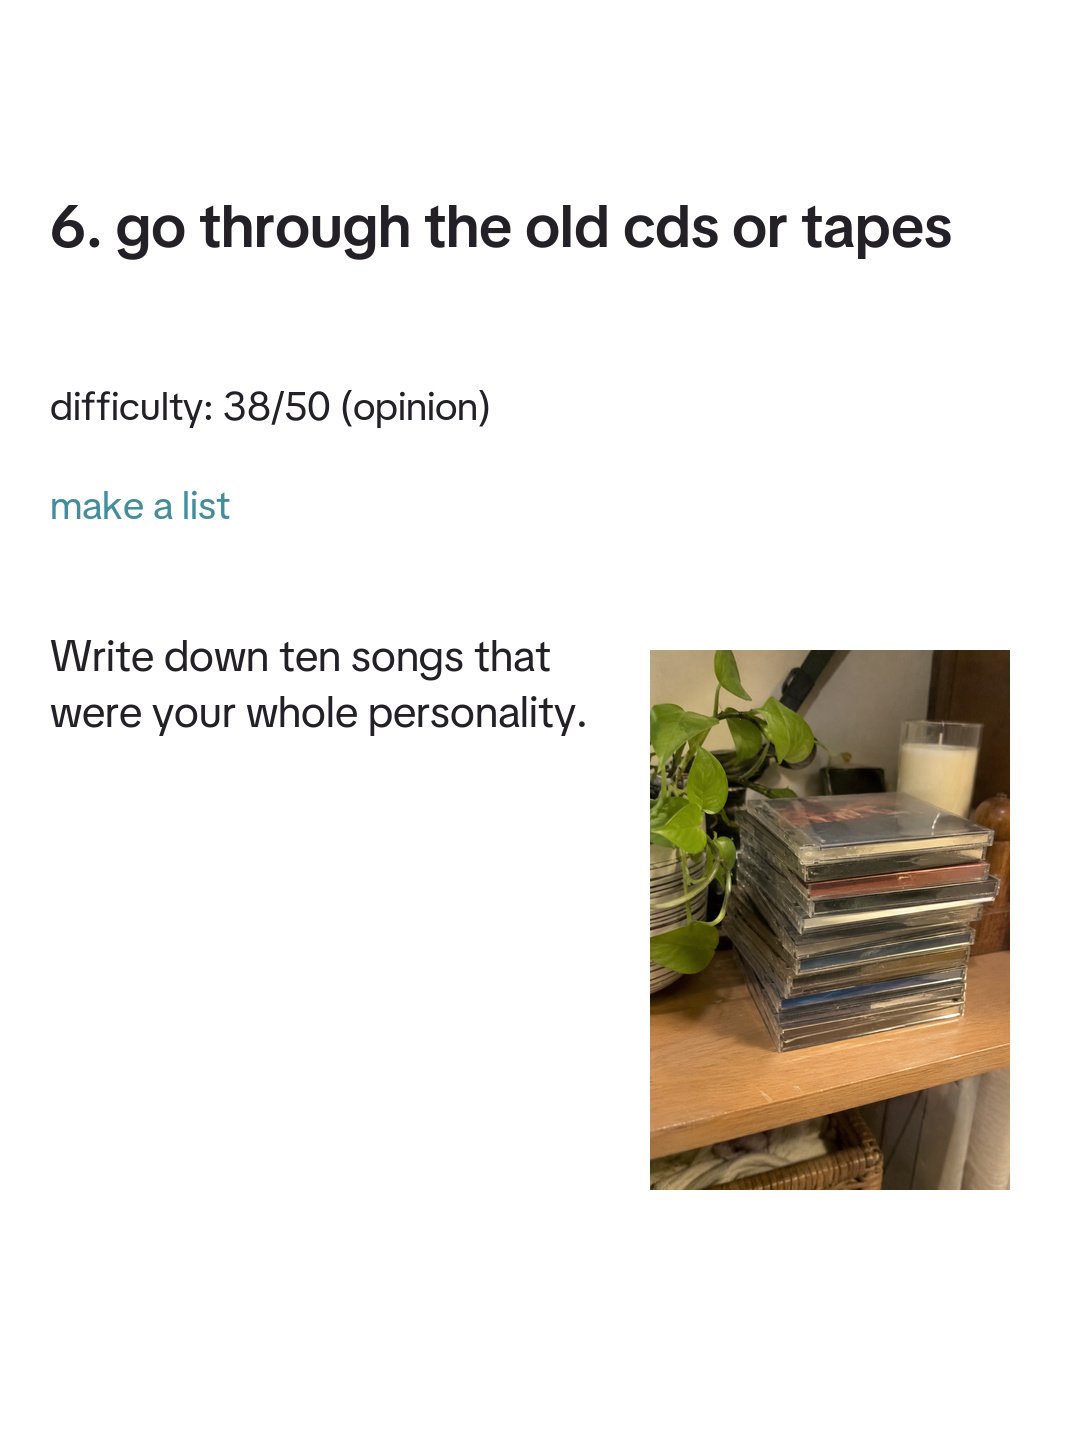 6. go through the old cds or tapes
difficulty: 38/50 (opinion)
make a list
Write down ten songs that
were your whole personality.